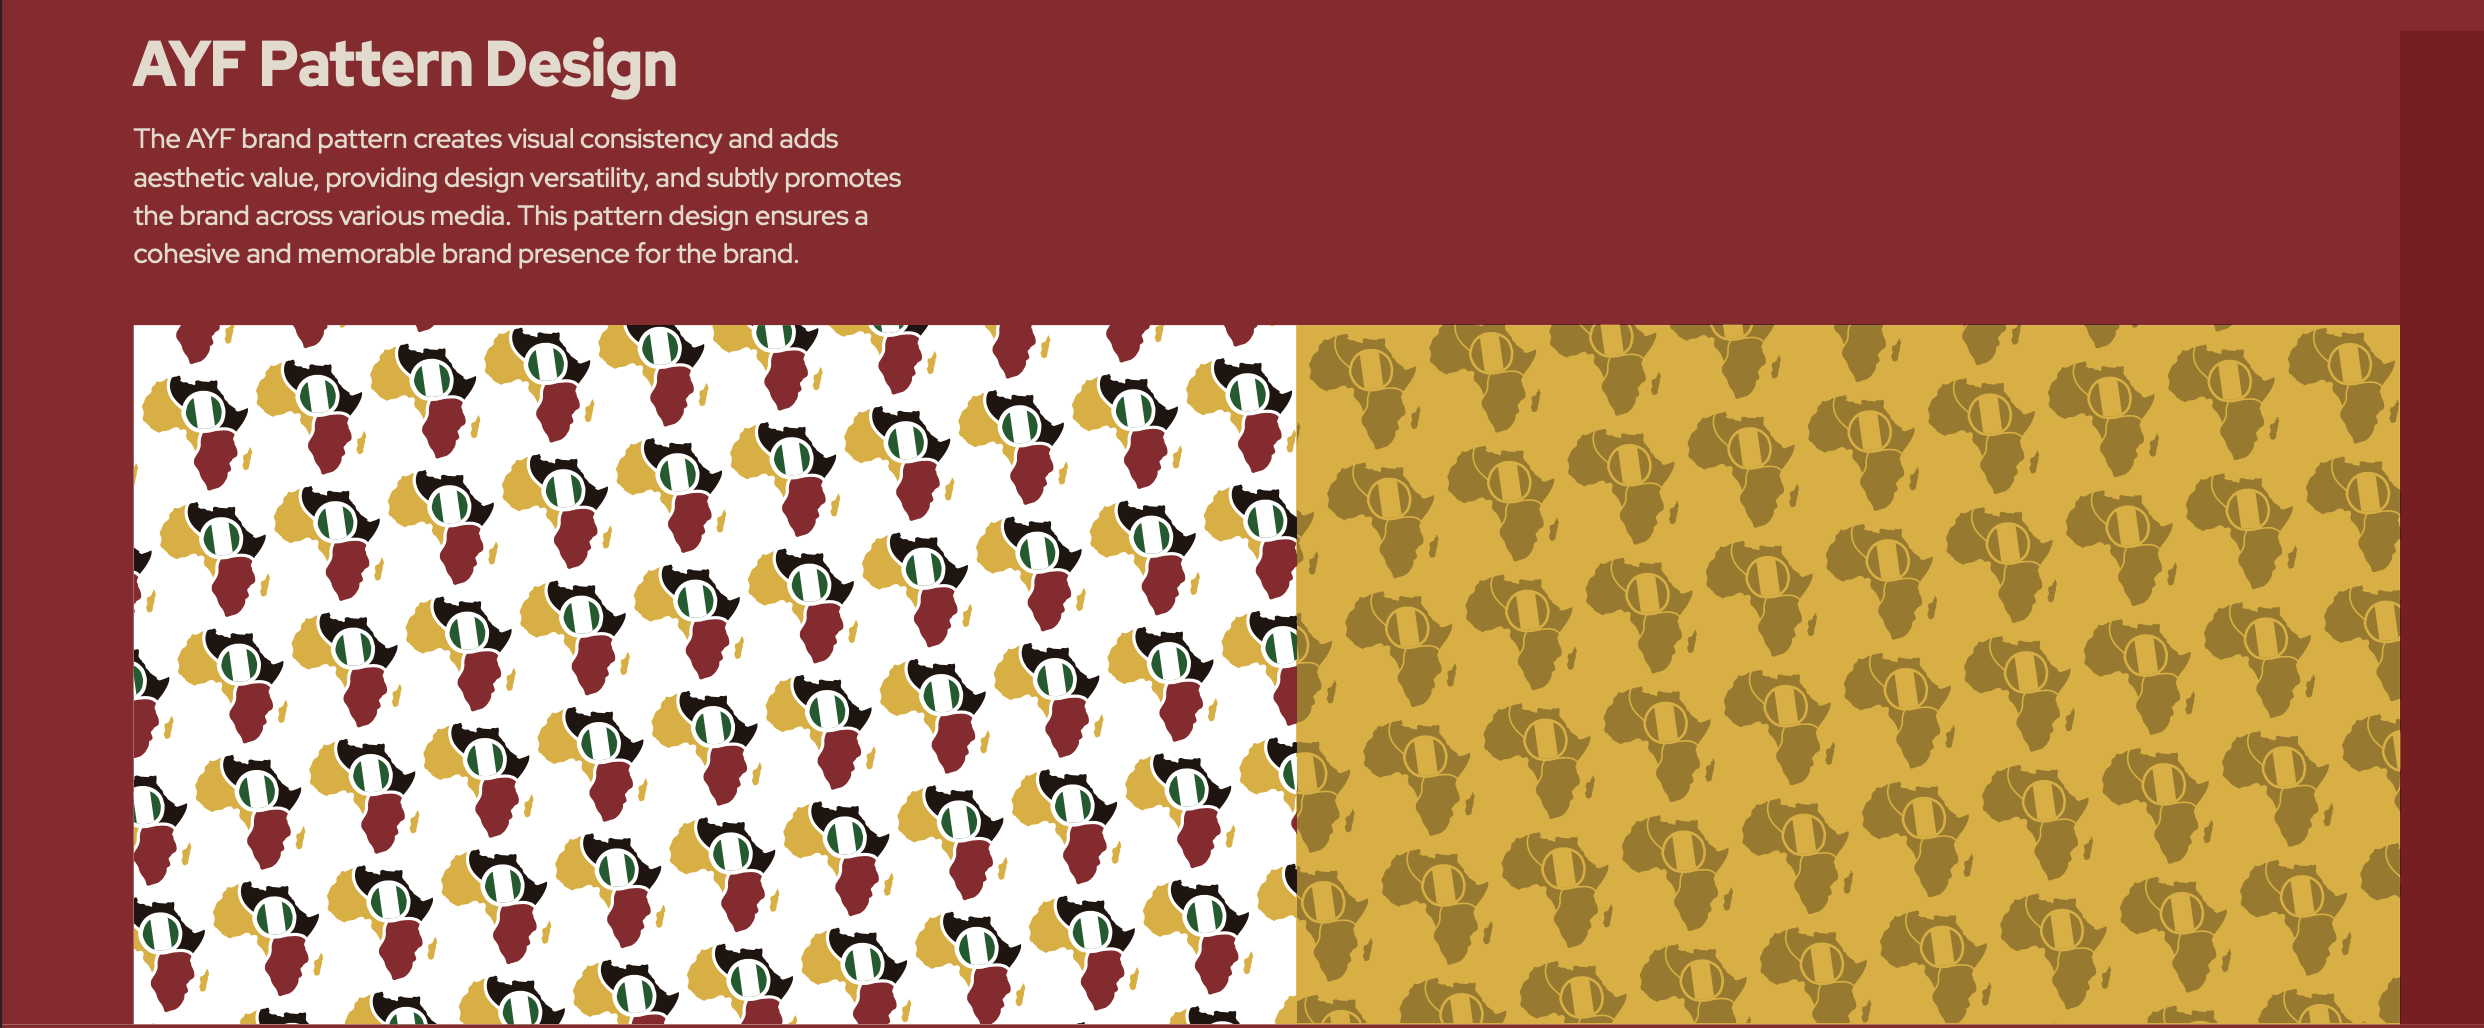 AYF Pattern Design
The AYF brand pattern creates visual consistency and adds
aesthetic value, providing design versatility, and subtly promotes
the brand across various media. This pattern design ensures a
cohesive and memorable brand presence for the brand.